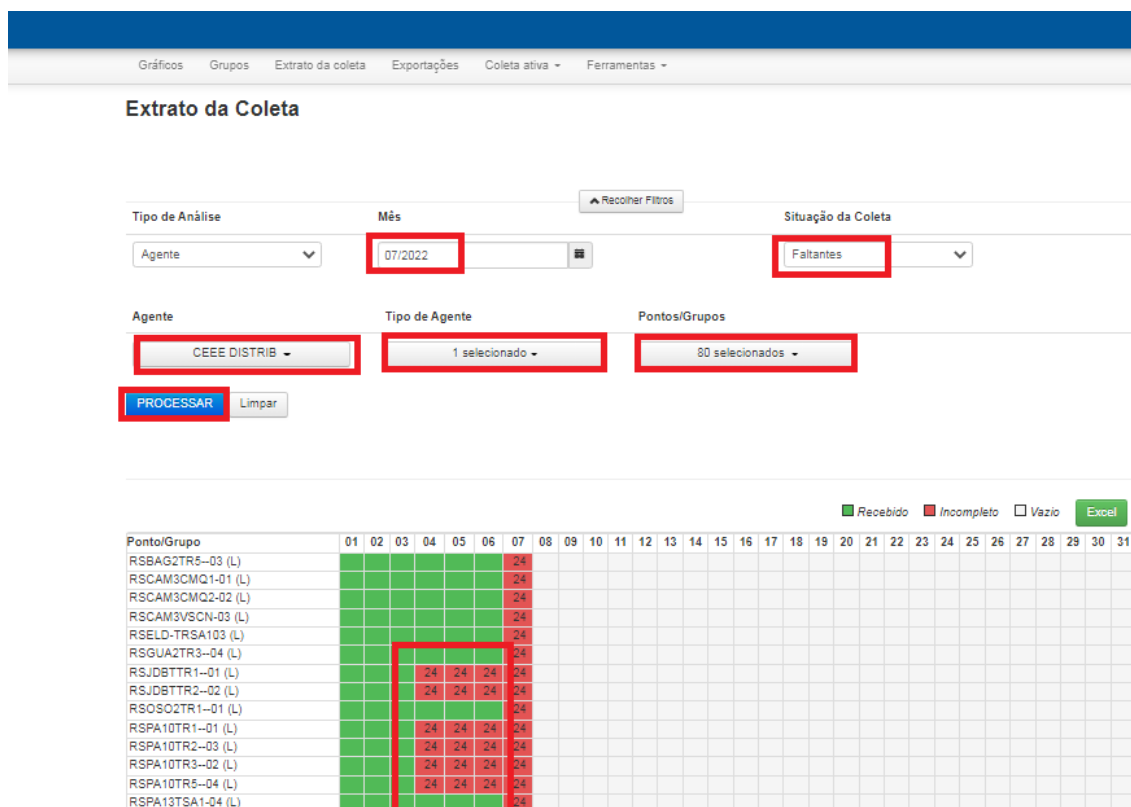 Gráficos Grupos Extrato da coleta Exportações Coleta ativa Ferramentas
Extrato da Coleta
Recolher Filtros
Tipo de Análise Mês Situação da Coleta
Agente 07/2022 Faltantes
Agente Tipo de Agente Pontos/Grupos
CEEE DISTRIB 1 selecionado 80 selecionados
PROCESSAR Limpar
Recebido Incompleto Vazio Excel
Ponto/Grupo 01 02 03 04 05 06 07 08 09 10 11 12 13 14 15 16 17 18 19 20 21 22 23 24 25 26 27 28 29 30 31
RSBAG2TR5--03 (L) 24
RSCAM3CMQ1-01 (L) 24
RSCAM3CMQ2-02 (L) 24
RSCAM3VSCN-03 (L) 24
RSELD-TRSA103 (L) 24
RSGUA2TR3--04 (L) 24
RSJDBTTR1--01 (L) 24 24 24 24
RSJDBTTR2--02 (L) 24 24 24 24
RSOSO2TR1--01 (L) 24
RSPA10TR1--01 (L) 24 24 24 24
RSPA10TR2--03 (L) 24 24 24 24
RSPA10TR3--02 (L) 24 24 24 24
RSPA10TR5--04 (L) 24 24 24 24
RSPA13TSA1-04 (L) 24